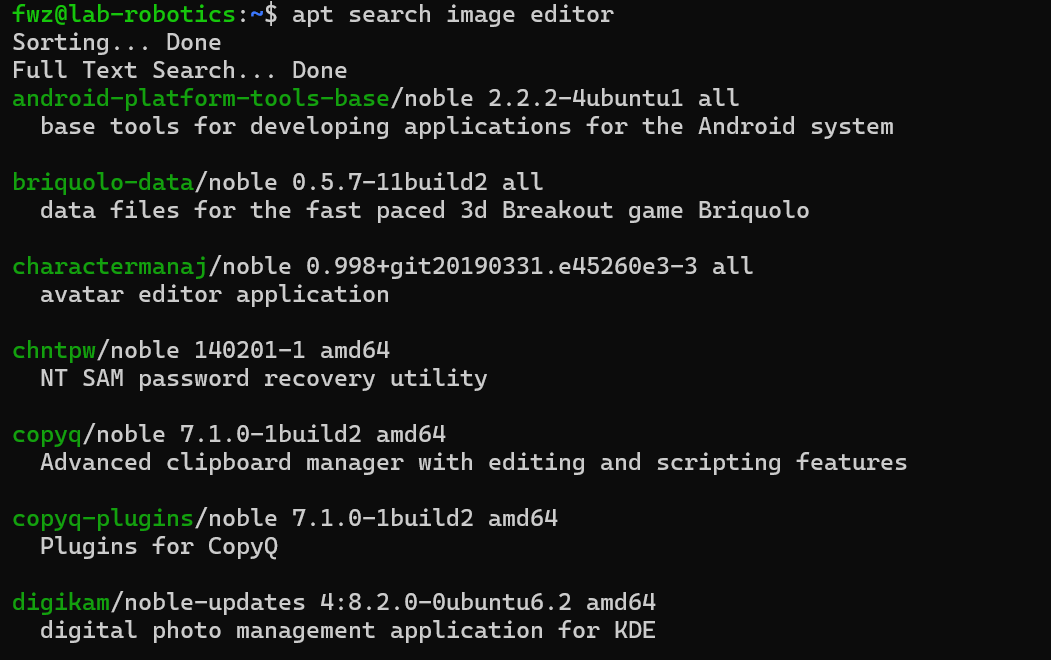 fwz@lab-robotics:~$ apt search image editor
Sorting... Done
Full Text Search... Done
android-platform-tools-base/noble 2.2.2-4ubuntu1 all
  base tools for developing applications for the Android system

briquolo-data/noble 0.5.7-11build2 all
  data files for the fast paced 3d Breakout game Briquolo

charactermanaj/noble 0.998+git20190331.e45260e3-3 all
  avatar editor application

chntpw/noble 140201-1 amd64
  NT SAM password recovery utility

copyq/noble 7.1.0-1build2 amd64
  Advanced clipboard manager with editing and scripting features

copyq-plugins/noble 7.1.0-1build2 amd64
  Plugins for CopyQ

digikam/noble-updates 4:8.2.0-0ubuntu6.2 amd64
  digital photo management application for KDE